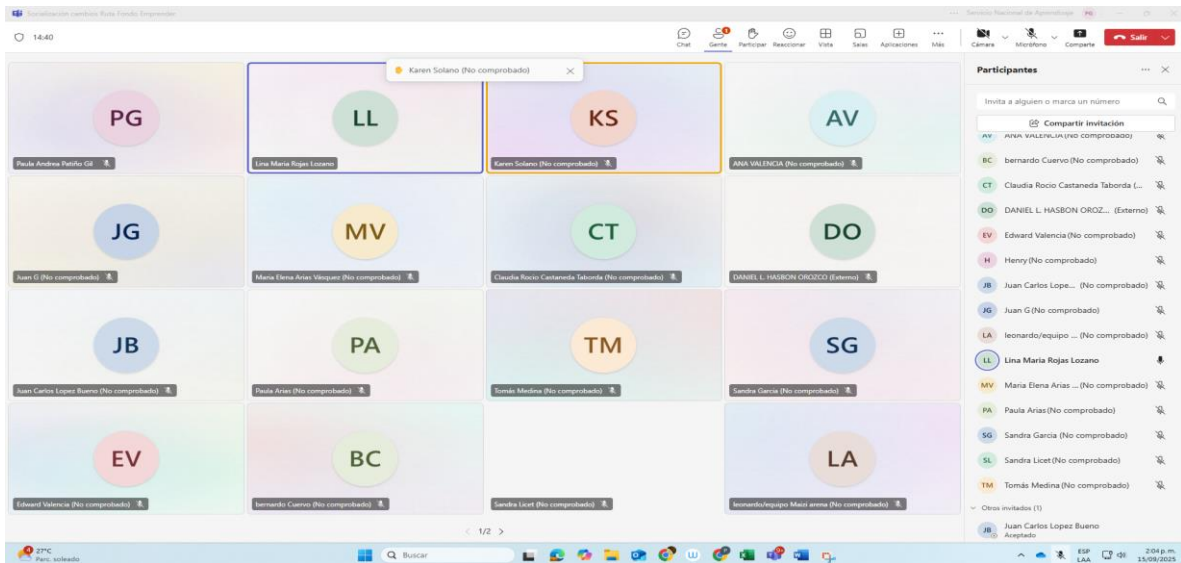 Socialización cambios Ruta Fondo Emprender
Servicio Nacional de Aprendizaje
PG
14:40
Chat
Gente
Participar
Reaccionar
Vista
Salas
Aplicaciones
Más
Cámara
Micrófono
Comparte
Salir
Karen Solano (No comprobado)
PG
Paula Andrea Patiño Gil
LL
Lina Maria Rojas Lozano
KS
Karen Solano (No comprobado)
AV
ANA VALENCIA (No comprobado)
JG
Juan G (No comprobado)
MV
Maria Elena Arias Vásquez (No comprobado)
CT
Claudia Rocio Castaneda Taborda (No comprobado)
DO
DANIEL L. HASBON OROZCO (Externo)
JB
Juan Carlos Lopez Bueno (No comprobado)
PA
Paula Arias (No comprobado)
TM
Tomás Medina (No comprobado)
SG
Sandra Garcia (No comprobado)
EV
Edward Valencia (No comprobado)
BC
bernardo Cuervo (No comprobado)
Sandra Licet (No comprobado)
LA
leonardo/equipo Maizi arena (No comprobado)
1/2
Participantes
Invita a alguien o marca un número
Compartir invitación
AV ANA VALENCIA (No comprobado)
BC bernardo Cuervo (No comprobado)
CT Claudia Rocio Castaneda Taborda (...
DO DANIEL L. HASBON OROZ... (Externo)
EV Edward Valencia (No comprobado)
H Henry (No comprobado)
JB Juan Carlos Lope... (No comprobado)
JG Juan G (No comprobado)
LA leonardo/equipo ... (No comprobado)
LL Lina Maria Rojas Lozano
MV Maria Elena Arias ... (No comprobado)
PA Paula Arias (No comprobado)
SG Sandra Garcia (No comprobado)
SL Sandra Licet (No comprobado)
TM Tomás Medina (No comprobado)
Otros invitados (1)
JB Juan Carlos Lopez Bueno
Aceptado
27°C
Parc. soleado
Buscar
ESP
LAA
2:04 p.m.
15/09/2025